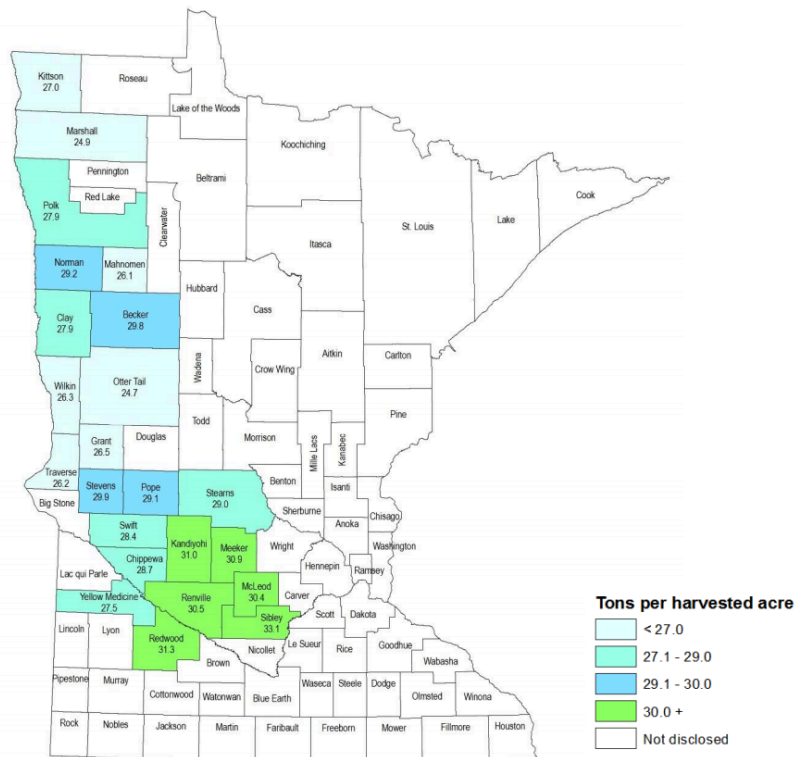 Kittson
27.0
Roseau
Lake of the Woods
Marshall
24.9
Koochiching
Pennington
Beltrami
Red Lake
Polk
27.9
Clearwater
Cook
Lake
St. Louis
Itasca
Norman
29.2
Mahnomen
26.1
Hubbard
Cass
Clay
27.9
Becker
29.8
Wadena
Crow Wing
Aitkin
Carlton
Wilkin
26.3
Otter Tail
24.7
Pine
Todd
Morrison
Mille Lacs
Kanabec
Grant
26.5
Douglas
Traverse
26.2
Stevens
29.9
Pope
29.1
Stearns
29.0
Benton
Isanti
Big Stone
Sherburne
Chisago
Anoka
Swift
28.4
Kandiyohi
31.0
Meeker
30.9
Wright
Washington
Hennepin
Ramsey
Chippewa
28.7
Lac qui Parle
McLeod
30.4
Carver
Yellow Medicine
27.5
Renville
30.5
Sibley
33.1
Scott
Dakota
Lincoln
Lyon
Redwood
31.3
Nicollet
Le Sueur
Rice
Goodhue
Brown
Wabasha
Pipestone
Murray
Cottonwood
Watonwan
Blue Earth
Waseca
Steele
Dodge
Olmsted
Winona
Rock
Nobles
Jackson
Martin
Faribault
Freeborn
Mower
Fillmore
Houston
Tons per harvested acre
< 27.0
27.1 - 29.0
29.1 - 30.0
30.0 +
Not disclosed